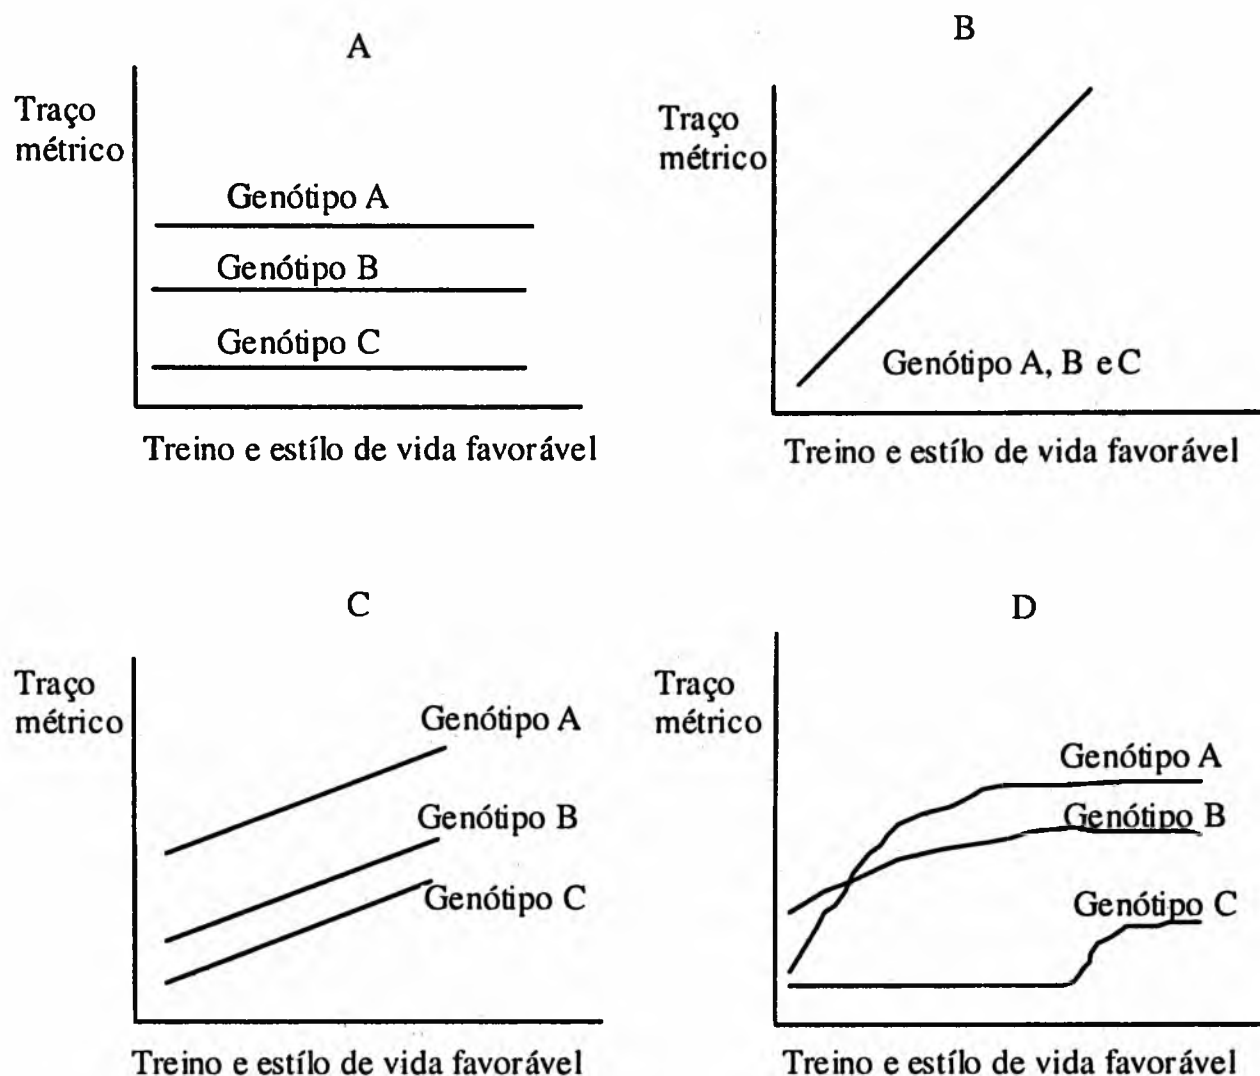 A
Traço
métrico
Genótipo A
Genótipo B
Genótipo C
Treino e estílo de vida favorável
B
Traço
métrico
Genótipo A, B e C
Treino e estílo de vida favorável
C
Traço
métrico
Genótipo A
Genótipo B
Genótipo C
Treino e estílo de vida favorável
D
Traço
métrico
Genótipo A
Genótipo B
Genótipo C
Treino e estílo de vida favorável